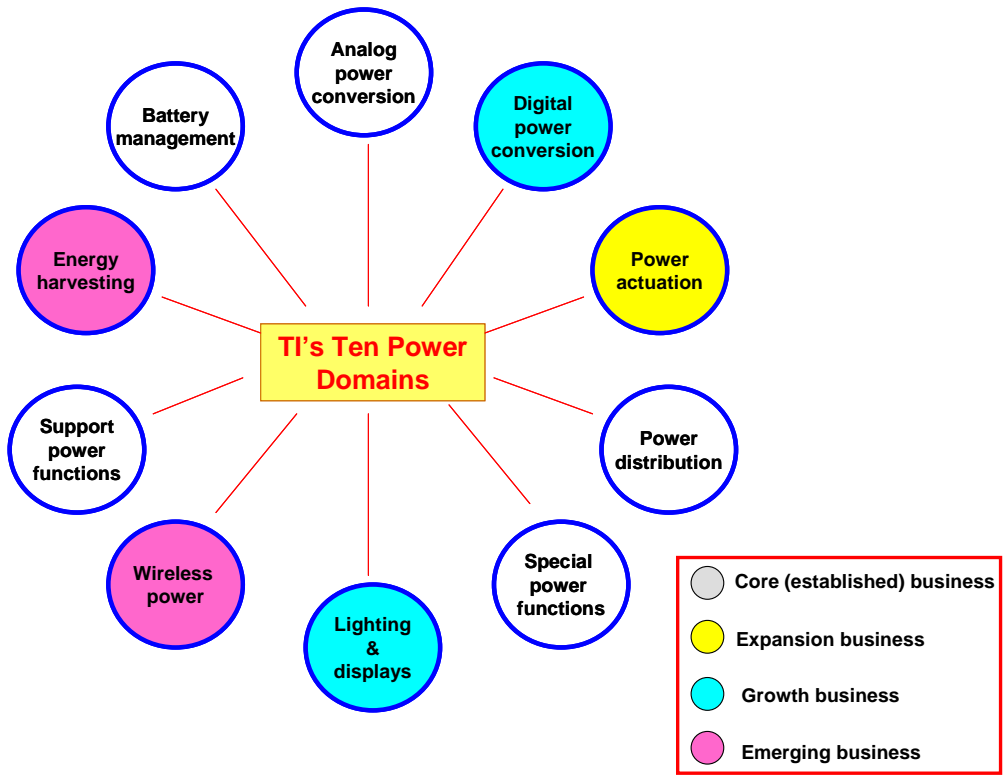 Analog
power
conversion
Digital
power
conversion
Battery
management
Energy
harvesting
Power
actuation
TI's Ten Power
Domains
Support
power
functions
Power
distribution
Wireless
power
Lighting
&
displays
Special
power
functions
Core (established) business
Expansion business
Growth business
Emerging business